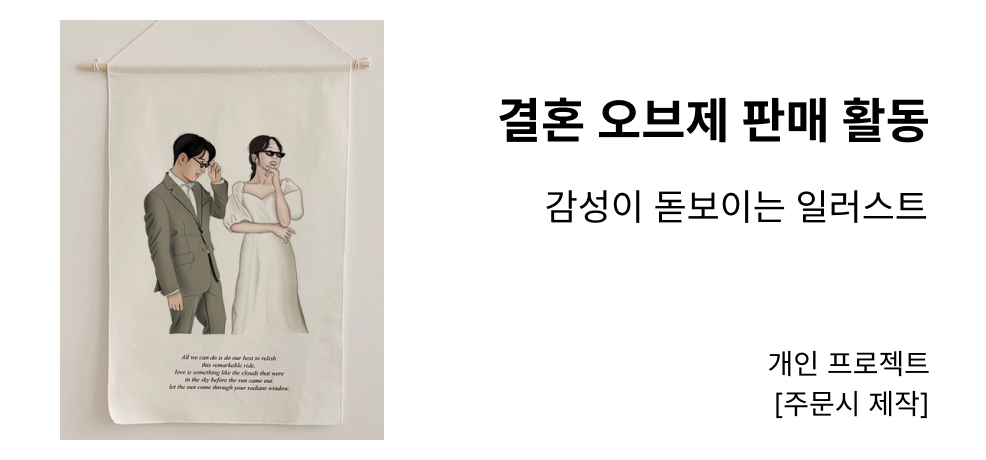 결혼 오브제 판매 활동
감성이 돋보이는 일러스트
All we can do is do our best to relish
this remarkable ride.
love is something like the clouds that were
in the sky before the sun came out.
let the sun come through your radiant window.
개인 프로젝트
[주문시 제작]